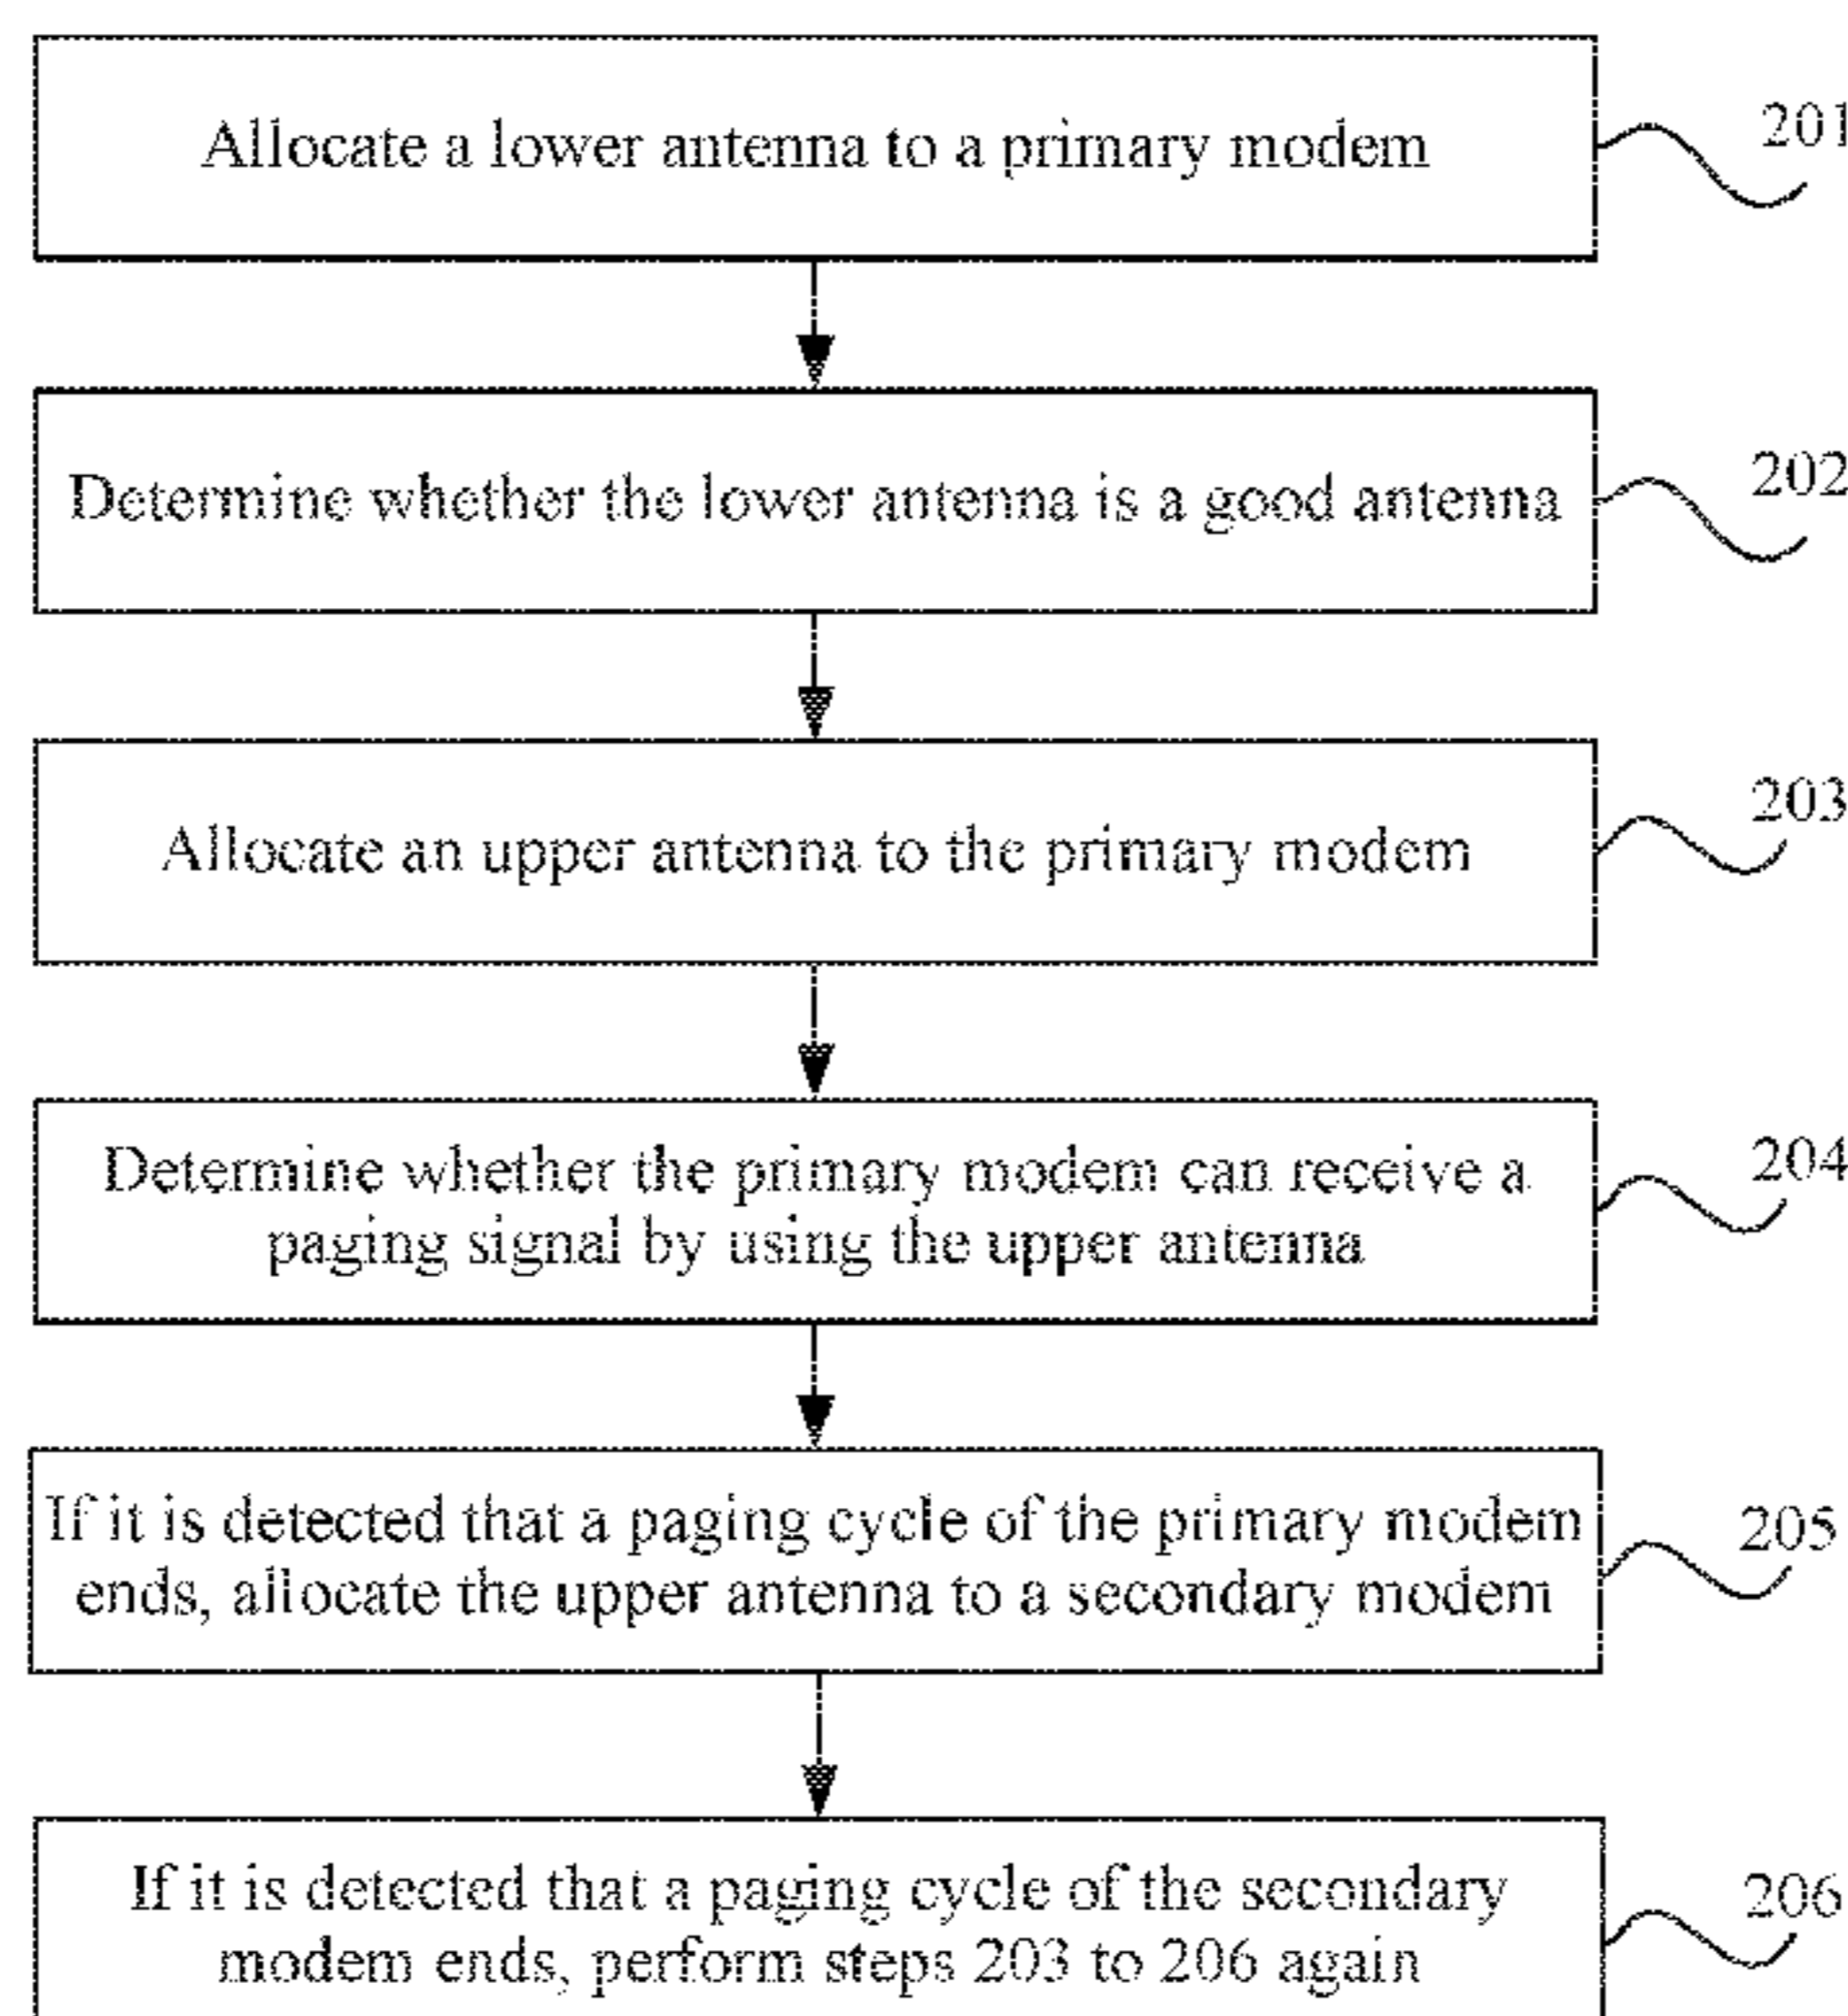 Allocate a lower antenna to a primary modem
201
Determine whether the lower antenna is a good antenna
202
Allocate an upper antenna to the primary modem
203
Determine whether the primary modem can receive a
paging signal by using the upper antenna
204
If it is detected that a paging cycle of the primary modem
ends, allocate the upper antenna to a secondary modem
205
If it is detected that a paging cycle of the secondary
modem ends, perform steps 203 to 206 again
206